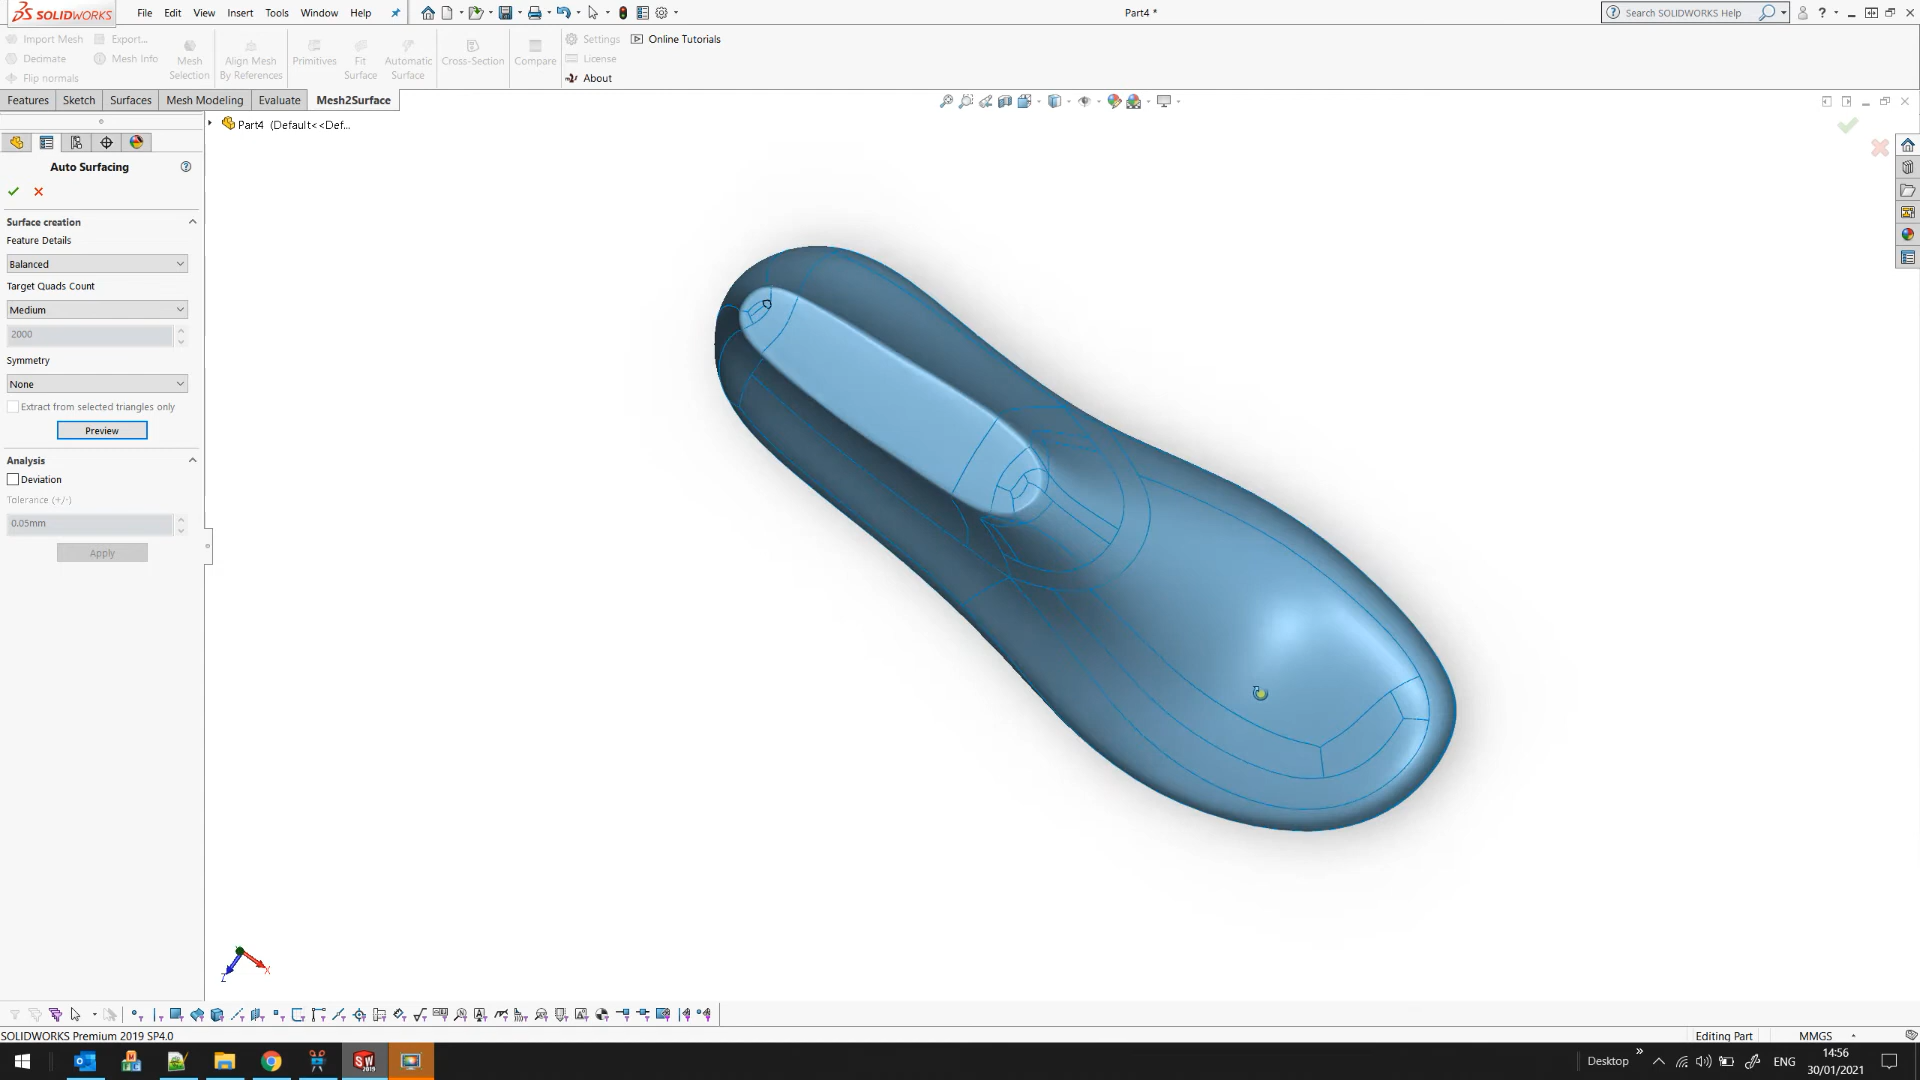 SOLIDWORKS
File Edit View Insert Tools Window Help
Part4 *
Search SOLIDWORKS Help
Import Mesh Export...
Decimate Mesh Info
Flip normals
Mesh Selection
Align Mesh By References
Primitives
Fit Surface
Automatic Surface
Cross-Section
Compare
Settings
License
About
Online Tutorials
Features Sketch Surfaces Mesh Modeling Evaluate Mesh2Surface
Part4 (Default<<Def...
Auto Surfacing
Surface creation
Feature Details
Balanced
Target Quads Count
Medium
2000
Symmetry
None
Extract from selected triangles only
Preview
Analysis
Deviation
Tolerance (+/-)
0.05mm
Apply
X
Z
SOLIDWORKS Premium 2019 SP4.0
Editing Part
MMGS
Desktop
ENG
14:56
30/01/2021